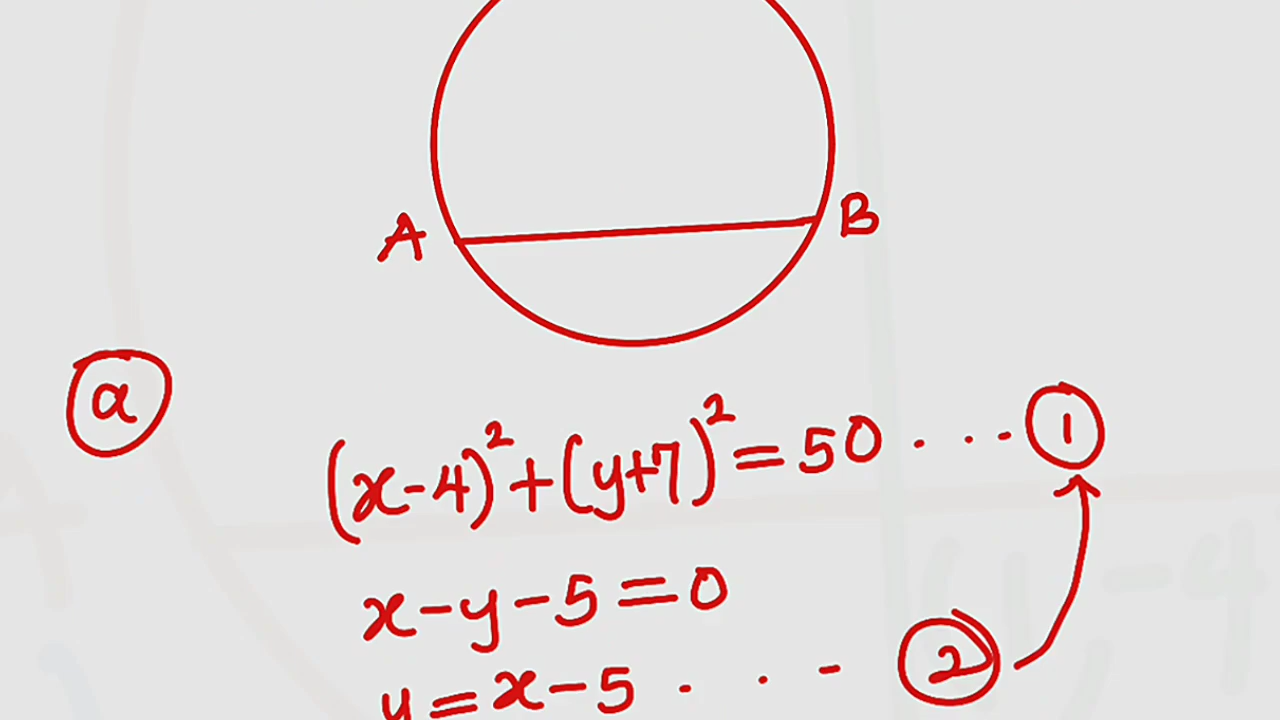 A B
a
(x-4)²+(y+7)²=50 ... 1
x-y-5=0
y=x-5 ... 2